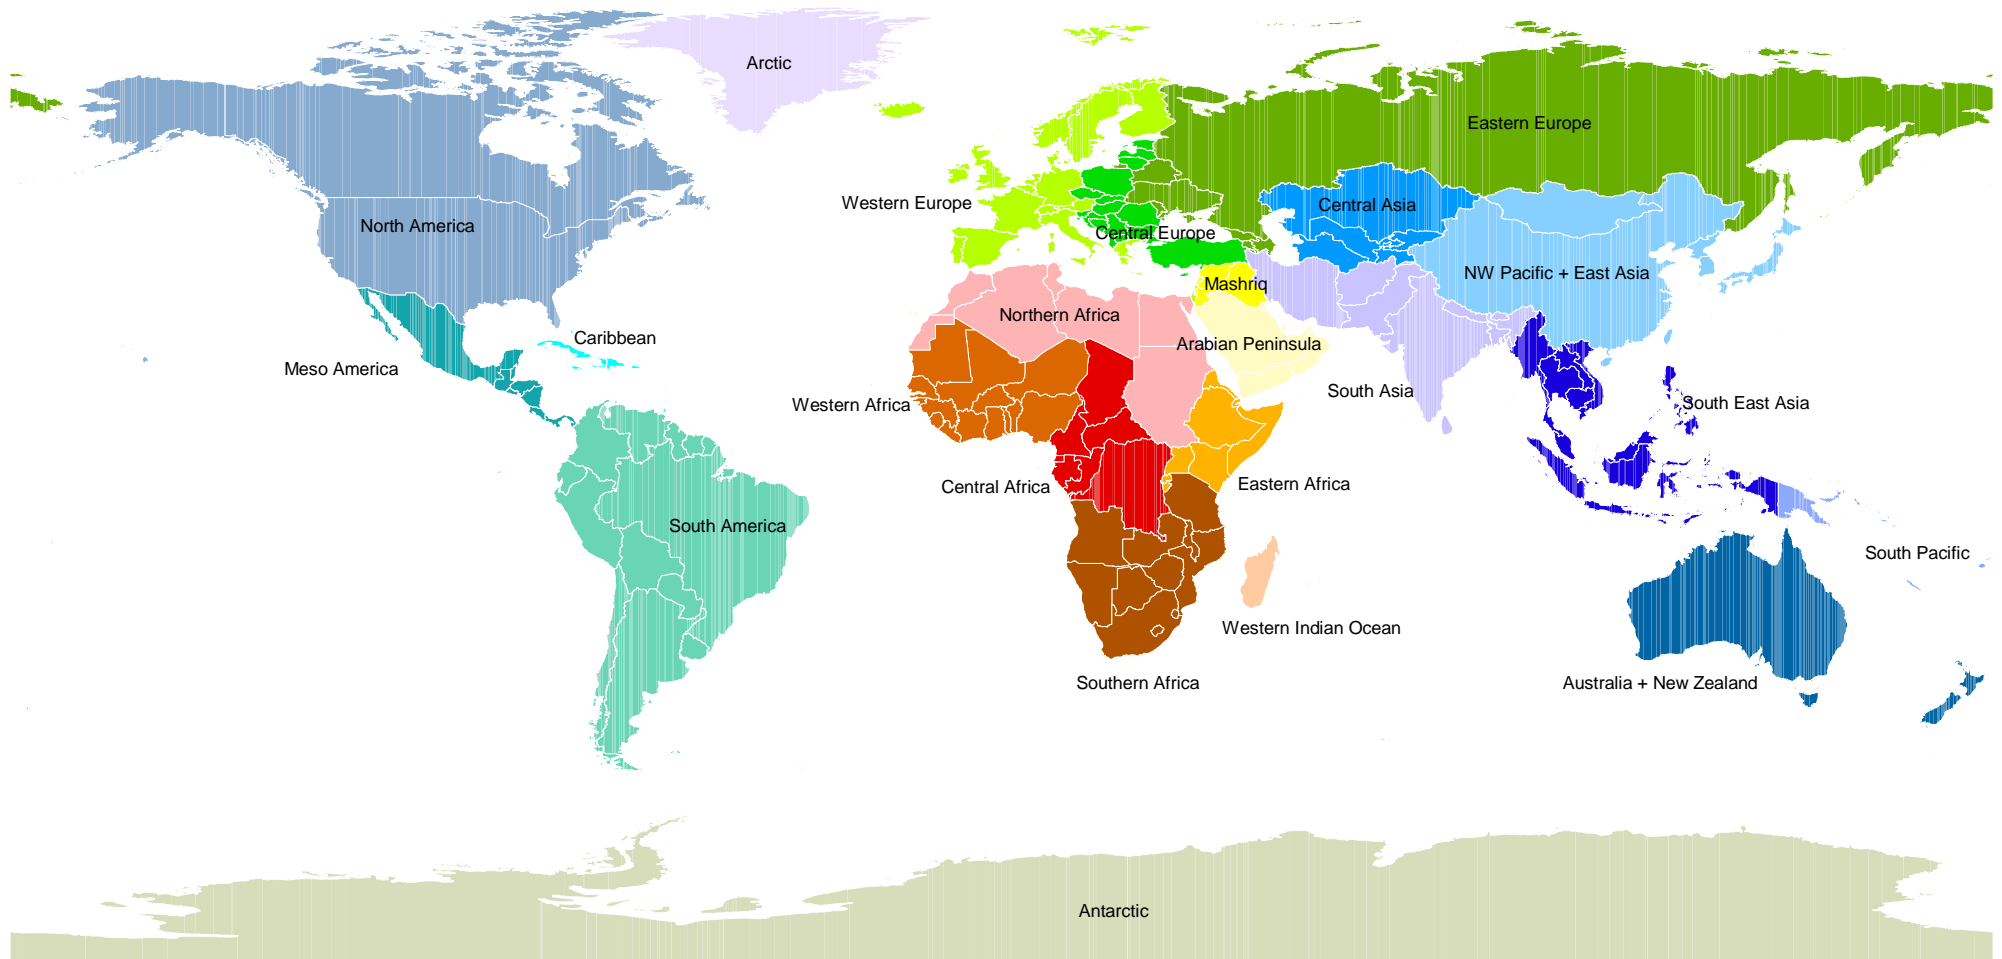 Arctic
Eastern Europe
Western Europe
Central Asia
North America
Central Europe
NW Pacific + East Asia
Mashriq
Northern Africa
Caribbean
Arabian Peninsula
Meso America
South Asia
Western Africa
South East Asia
Central Africa
Eastern Africa
South America
South Pacific
Western Indian Ocean
Southern Africa
Australia + New Zealand
Antarctic